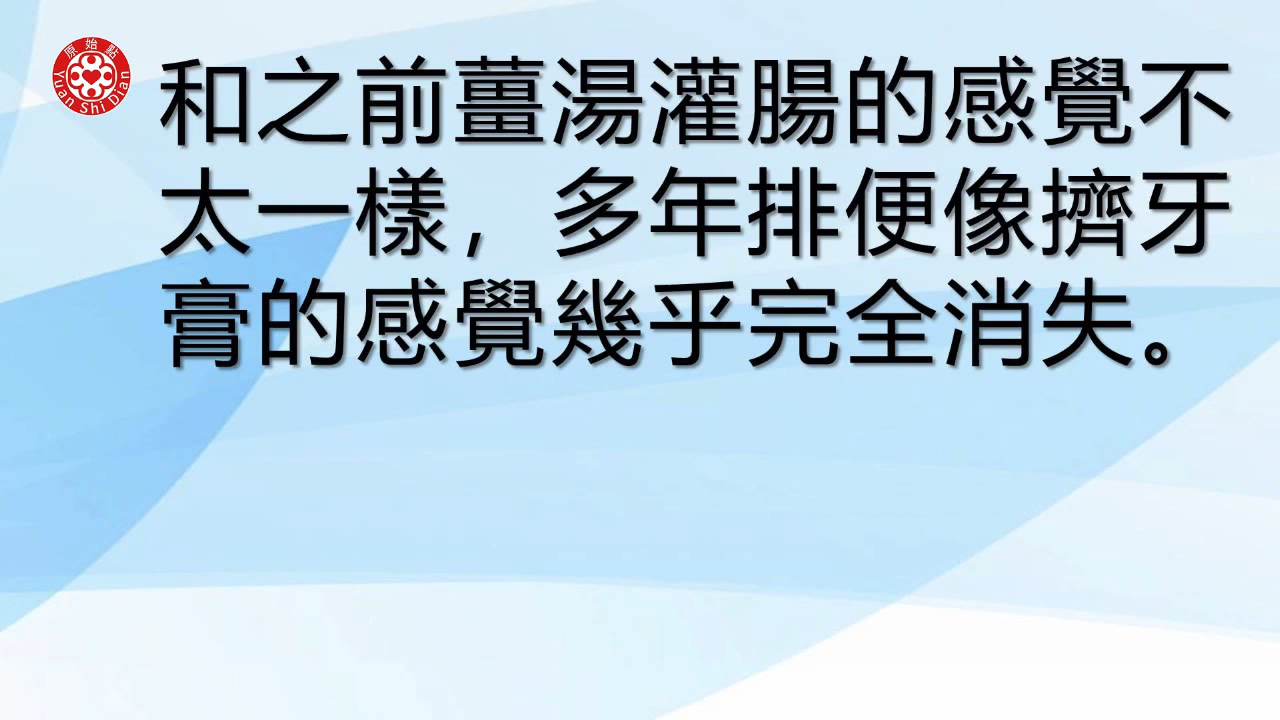 原始點
Yuan Shi Dian
和之前薑湯灌腸的感覺不
太一樣，多年排便像擠牙
膏的感覺幾乎完全消失。